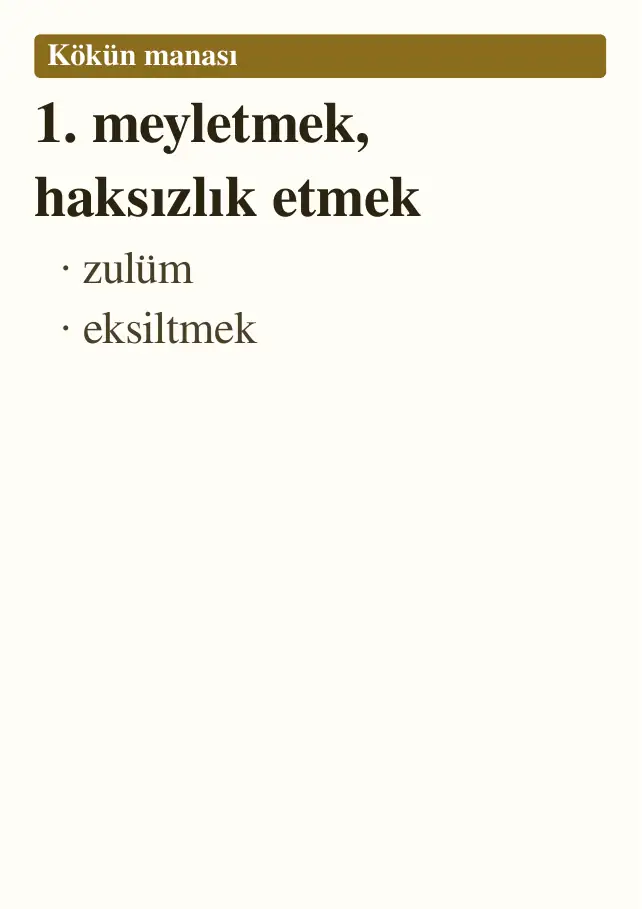 Kökün manası
1. meyletmek,
haksızlık etmek
· zulüm
· eksiltmek